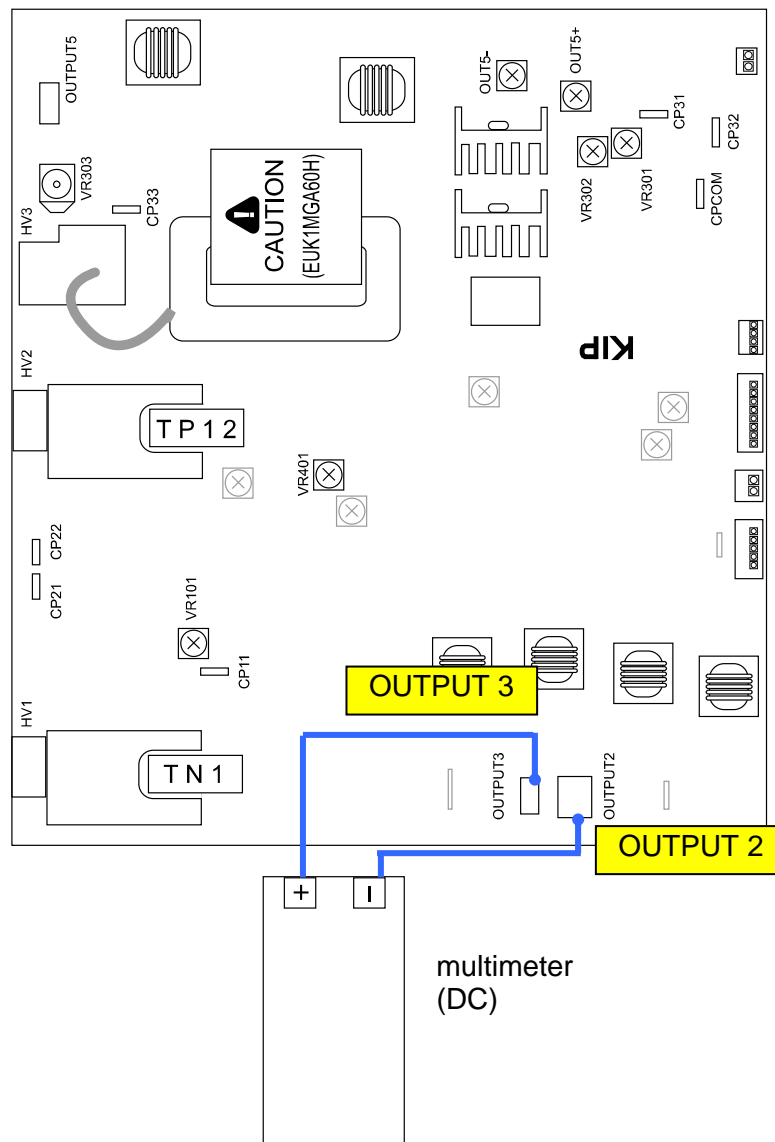 OUTPUT5
OUT5-
OUT5+
CP31
CP32
VR303
CP33
CAUTION
(EUK1MGA60H)
VR302
VR301
CPCOM
HV3
KIP
HV2
TP12
VR401
CP22
CP21
VR101
CP11
OUTPUT 3
HV1
TN1
OUTPUT3
OUTPUT2
OUTPUT 2
+
−
multimeter
(DC)